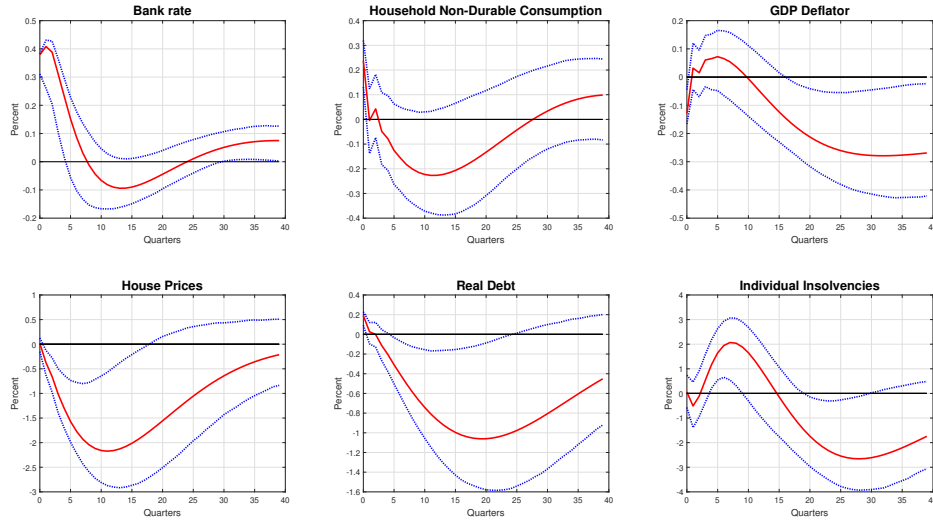 Bank rate
Percent
0.5
0.4
0.3
0.2
0.1
0
-0.1
-0.2
0 5 10 15 20 25 30 35 40
Quarters
Household Non-Durable Consumption
Percent
0.4
0.3
0.2
0.1
0
-0.1
-0.2
-0.3
-0.4
0 5 10 15 20 25 30 35 40
Quarters
GDP Deflator
Percent
0.2
0.1
0
-0.1
-0.2
-0.3
-0.4
-0.5
0 5 10 15 20 25 30 35 40
Quarters
House Prices
Percent
1
0.5
0
-0.5
-1
-1.5
-2
-2.5
-3
0 5 10 15 20 25 30 35 40
Quarters
Real Debt
Percent
0.4
0.2
0
-0.2
-0.4
-0.6
-0.8
-1
-1.2
-1.4
-1.6
0 5 10 15 20 25 30 35 40
Quarters
Individual Insolvencies
Percent
4
3
2
1
0
-1
-2
-3
-4
0 5 10 15 20 25 30 35 40
Quarters